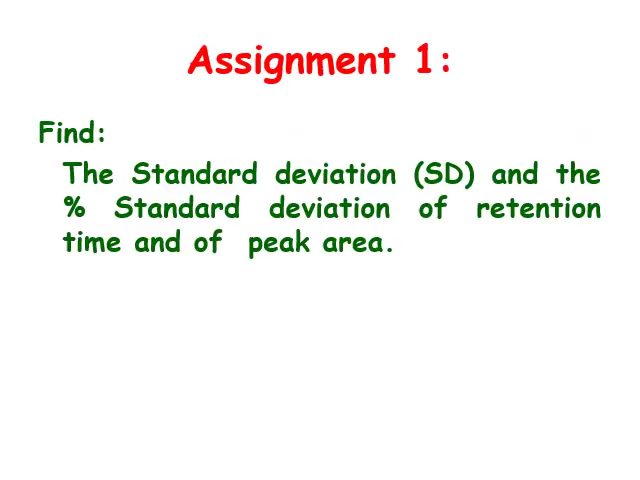 Assignment 1:
Find:
The Standard deviation (SD) and the
% Standard deviation of retention
time and of peak area.